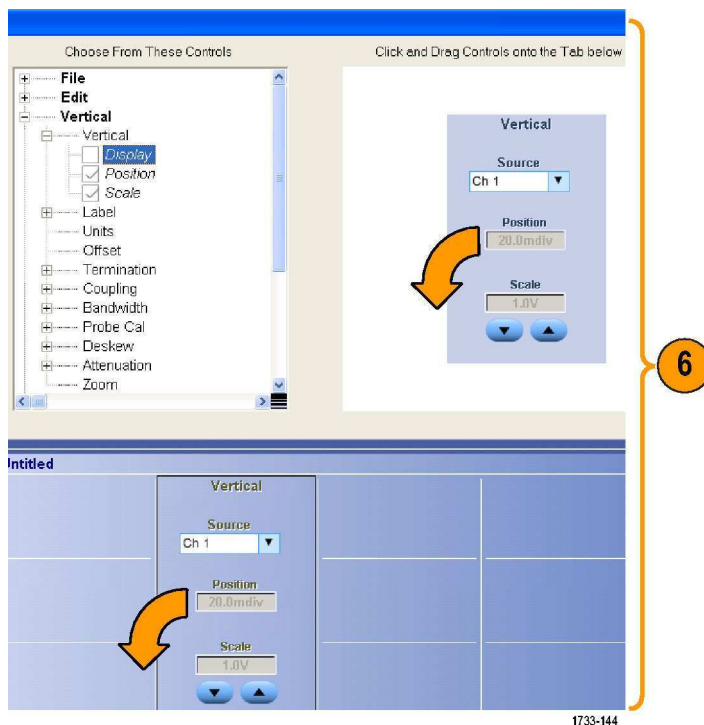 Choose From These Controls
Click and Drag Controls onto the Tab below
File
Edit
Vertical
Vertical
Display
Position
Scale
Label
Units
Offset
Termination
Coupling
Bandwidth
Probe Cal
Deskew
Attenuation
Zoom
Vertical
Source
Ch 1
Position
20.0mdiv
Scale
1.0V
6
Untitled
Vertical
Source
Ch 1
Position
20.0mdiv
Scale
1.0V
1733-144